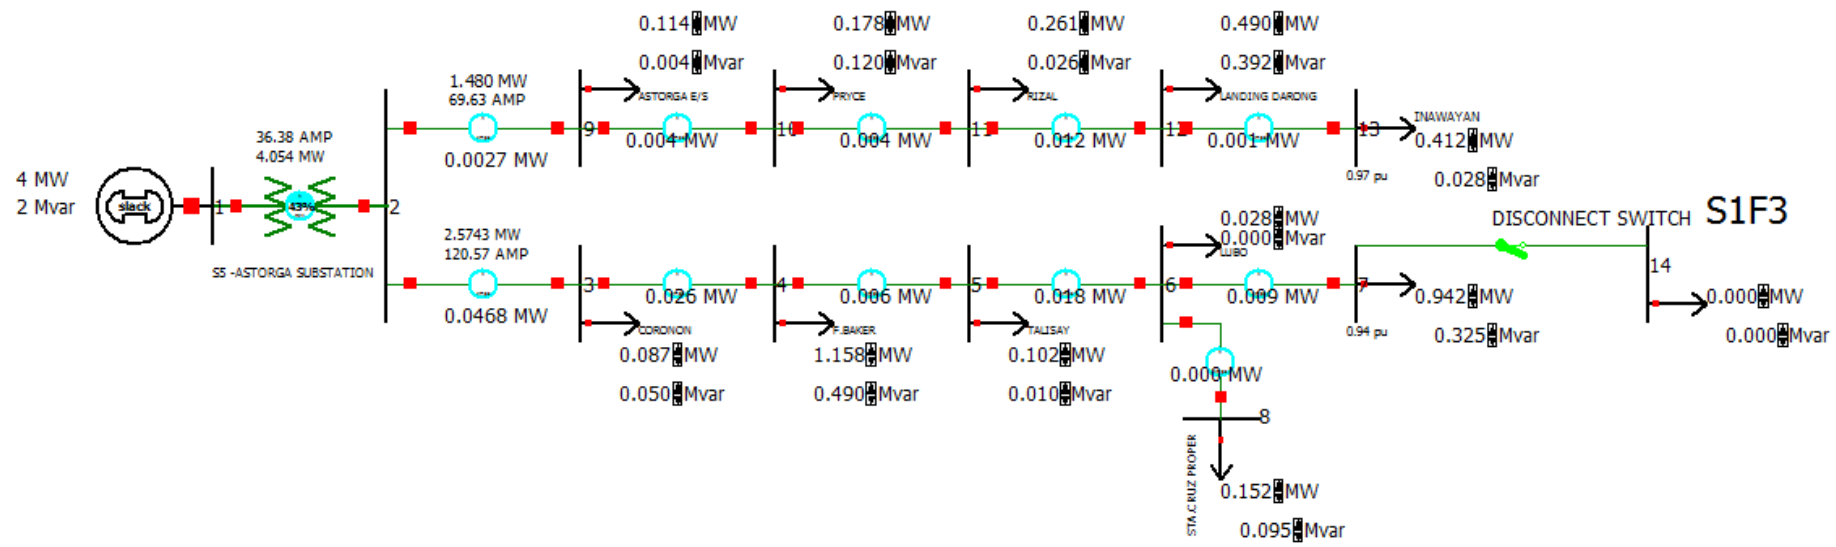 0.114 MW
0.178 MW
0.261 MW
0.490 MW
0.004 Mvar
0.120 Mvar
0.026 Mvar
0.392 Mvar
1.480 MW
69.63 AMP
ASTORGA E/S
PRYCE
RIZAL
LANDING DARONG
INAWAYAN
9
10
11
12
13
0.0027 MW
0.004 MW
0.004 MW
0.012 MW
0.001 MW
0.412 MW
0.97 pu
0.028 Mvar
36.38 AMP
4.054 MW
4 MW
2 Mvar
slack
1
43%
2
S5 -ASTORGA SUBSTATION
0.028 MW
0.000 Mvar
LUBO
DISCONNECT SWITCH
S1F3
14
2.5743 MW
120.57 AMP
3
4
5
6
7
0.0468 MW
0.026 MW
0.006 MW
0.018 MW
0.009 MW
0.942 MW
0.000 MW
0.94 pu
0.325 Mvar
0.000 Mvar
CORONON
F.BAKER
TALISAY
0.087 MW
1.158 MW
0.102 MW
0.050 Mvar
0.490 Mvar
0.010 Mvar
0.000 MW
8
STA.CRUZ PROPER
0.152 MW
0.095 Mvar